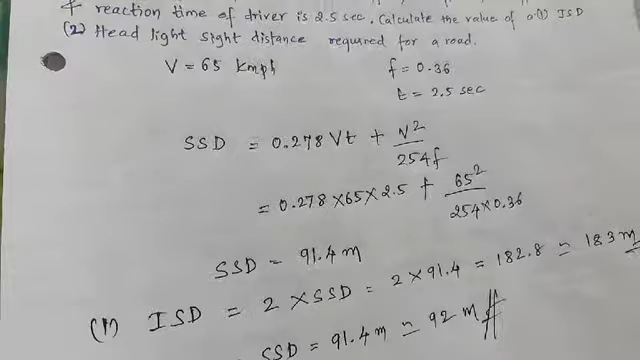 & reaction time of driver is 2.5 sec. Calculate the value of (1) ISD
(2) Head light sight distance required for a road.
V = 65 kmph f = 0.36
t = 2.5 sec
SSD = 0.278 Vt + V²/254f
= 0.278 × 65 × 2.5 + 65²/254×0.36
SSD = 91.4 m
(1) ISD = 2 × SSD = 2 × 91.4 = 182.8 ≃ 183 m
SSD = 91.4 m ≃ 92 m